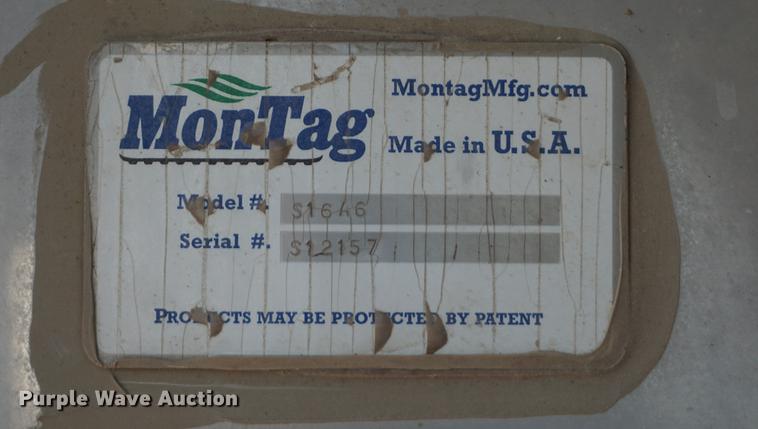 MonTag
MontagMfg.com
Made in U.S.A.
Model #. S1646
Serial #. S12157
PRODUCTS MAY BE PROTECTED BY PATENT
Purple Wave Auction